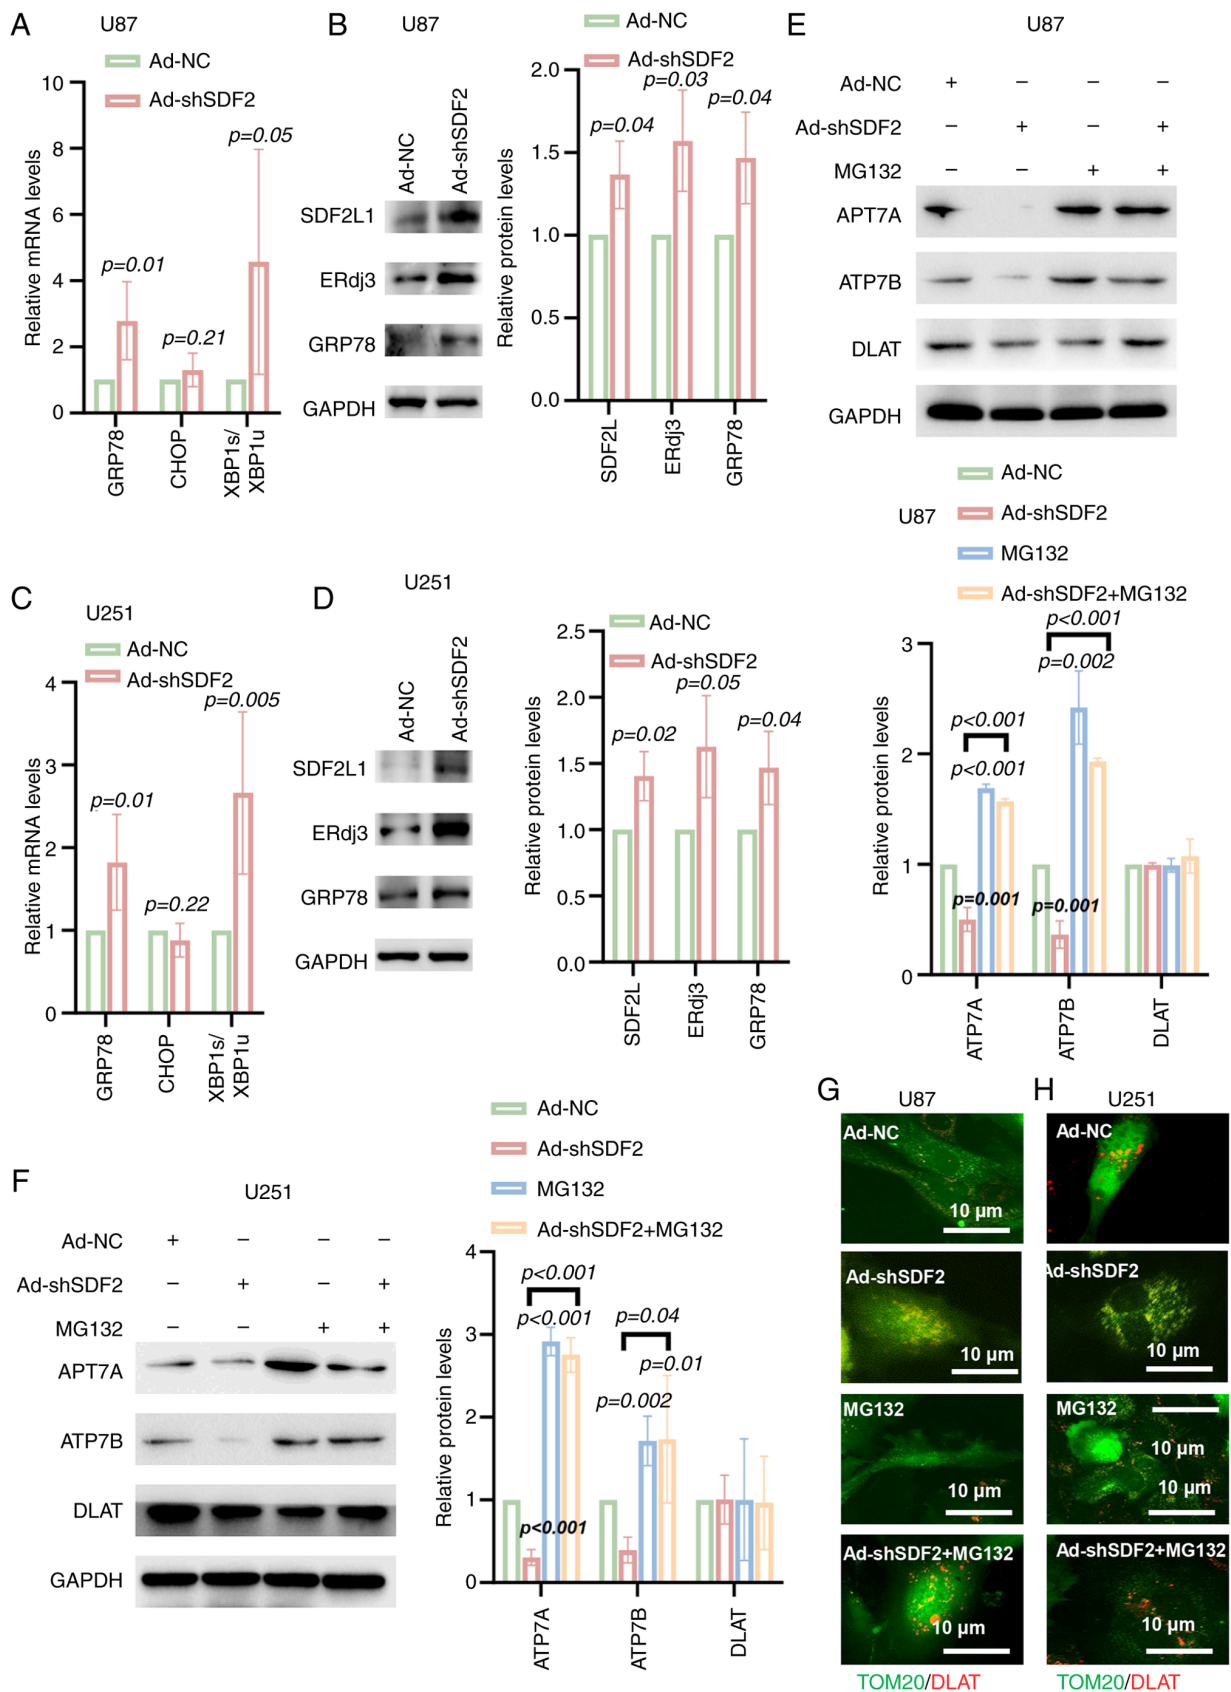 A
U87
Ad-NC
Ad-shSDF2
Relative mRNA levels
10
8
6
4
2
0
p=0.01
p=0.21
p=0.05
GRP78
CHOP
XBP1s/
XBP1u
B
U87
Ad-NC
Ad-shSDF2
SDF2L1
ERdj3
GRP78
GAPDH
Ad-NC
Ad-shSDF2
Relative protein levels
2.0
1.5
1.0
0.5
0.0
p=0.04
p=0.03
p=0.04
SDF2L
ERdj3
GRP78
E
U87
Ad-NC + − − −
Ad-shSDF2 − + − +
MG132 − − + +
APT7A
ATP7B
DLAT
GAPDH
U87
Ad-NC
Ad-shSDF2
MG132
Ad-shSDF2+MG132
Relative protein levels
3
2
1
0
p<0.001
p<0.001
p=0.001
p<0.001
p=0.002
p=0.001
ATP7A
ATP7B
DLAT
C
U251
Ad-NC
Ad-shSDF2
Relative mRNA levels
4
3
2
1
0
p=0.01
p=0.22
p=0.005
GRP78
CHOP
XBP1s/
XBP1u
D
U251
Ad-NC
Ad-shSDF2
SDF2L1
ERdj3
GRP78
GAPDH
Ad-NC
Ad-shSDF2
Relative protein levels
2.5
2.0
1.5
1.0
0.5
0.0
p=0.02
p=0.05
p=0.04
SDF2L
ERdj3
GRP78
F
U251
Ad-NC + − − −
Ad-shSDF2 − + − +
MG132 − − + +
APT7A
ATP7B
DLAT
GAPDH
Ad-NC
Ad-shSDF2
MG132
Ad-shSDF2+MG132
Relative protein levels
4
3
2
1
0
p<0.001
p<0.001
p<0.001
p=0.04
p=0.01
p=0.002
ATP7A
ATP7B
DLAT
G
U87
Ad-NC
10 µm
Ad-shSDF2
10 µm
MG132
10 µm
Ad-shSDF2+MG132
10 µm
TOM20/DLAT
H
U251
Ad-NC
10 µm
Ad-shSDF2
10 µm
MG132
10 µm
10 µm
Ad-shSDF2+MG132
10 µm
TOM20/DLAT